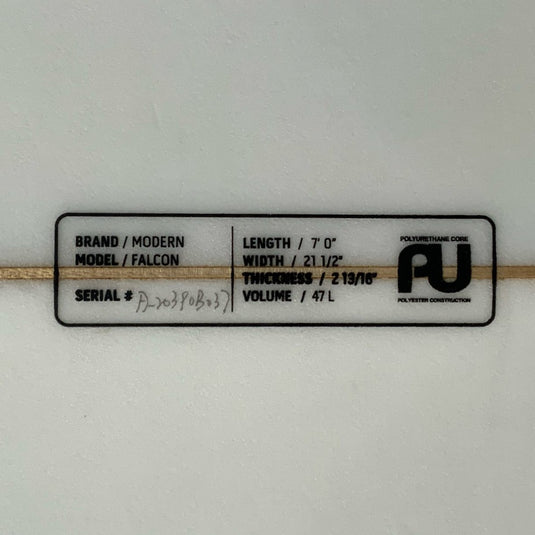 BRAND / MODERN
MODEL / FALCON
SERIAL # A-20390B037
LENGTH / 7' 0"
WIDTH / 21 1/2"
THICKNESS / 2 13/16"
VOLUME / 47 L
POLYURETHANE CORE
PU
POLYESTER CONSTRUCTION